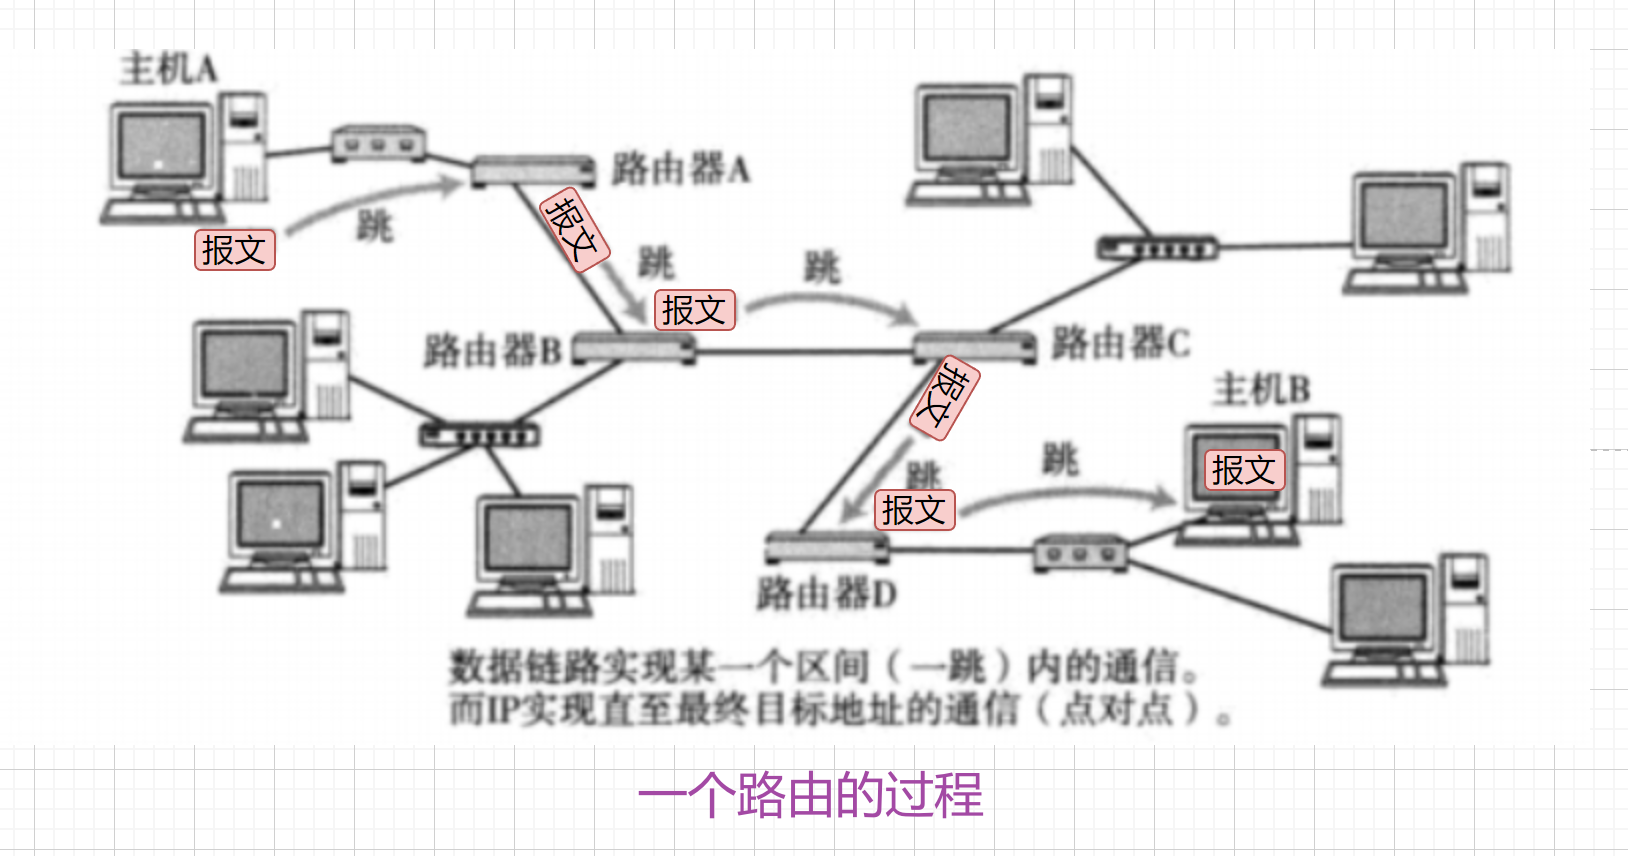 主机A
路由器A
报文
跳
报文
跳
跳
报文
路由器B
路由器C
报文
主机B
跳
跳
报文
报文
路由器D
数据链路实现某一个区间（一跳）内的通信。
而IP实现直至最终目标地址的通信（点对点）。
一个路由的过程